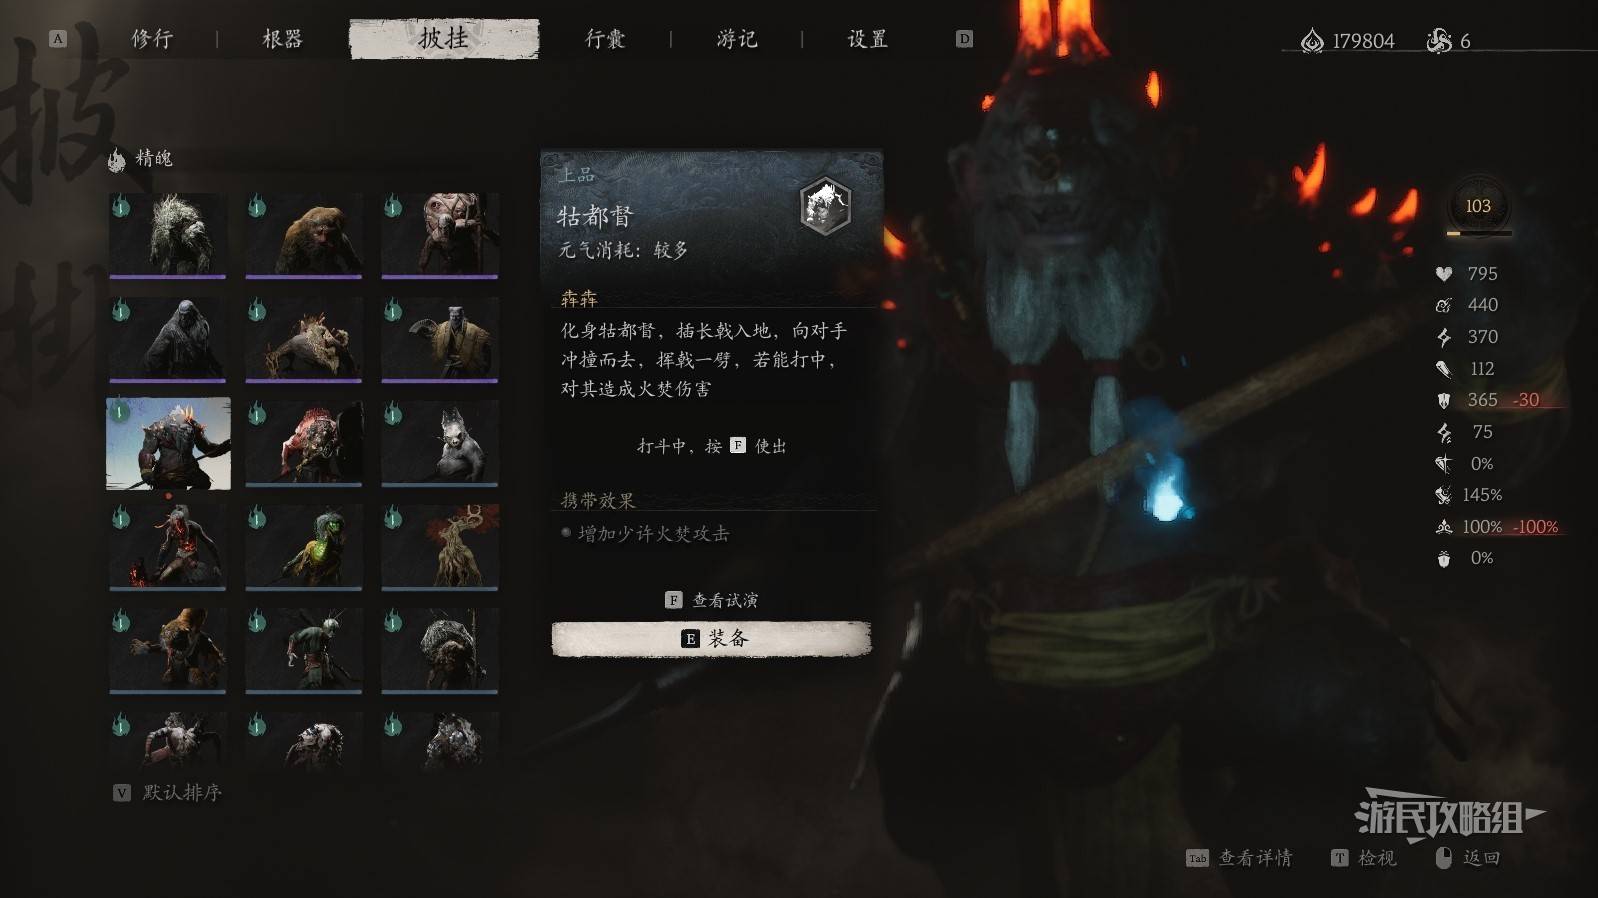 A 修行 | 根器 披挂 行囊 | 游记 | 设置 D
179804 6
披挂
精魄
上品
牯都督
元气消耗：较多
犇犇
化身牯都督，插长戟入地，向对手
冲撞而去，挥戟一劈，若能打中，
对其造成火焚伤害
打斗中，按 F 使出
携带效果
增加少许火焚攻击
F 查看试演
E 装备
103
795
440
370
112
365 -30
75
0%
145%
100% -100%
0%
V 默认排序
游民攻略组
Tab 查看详情 T 检视 返回